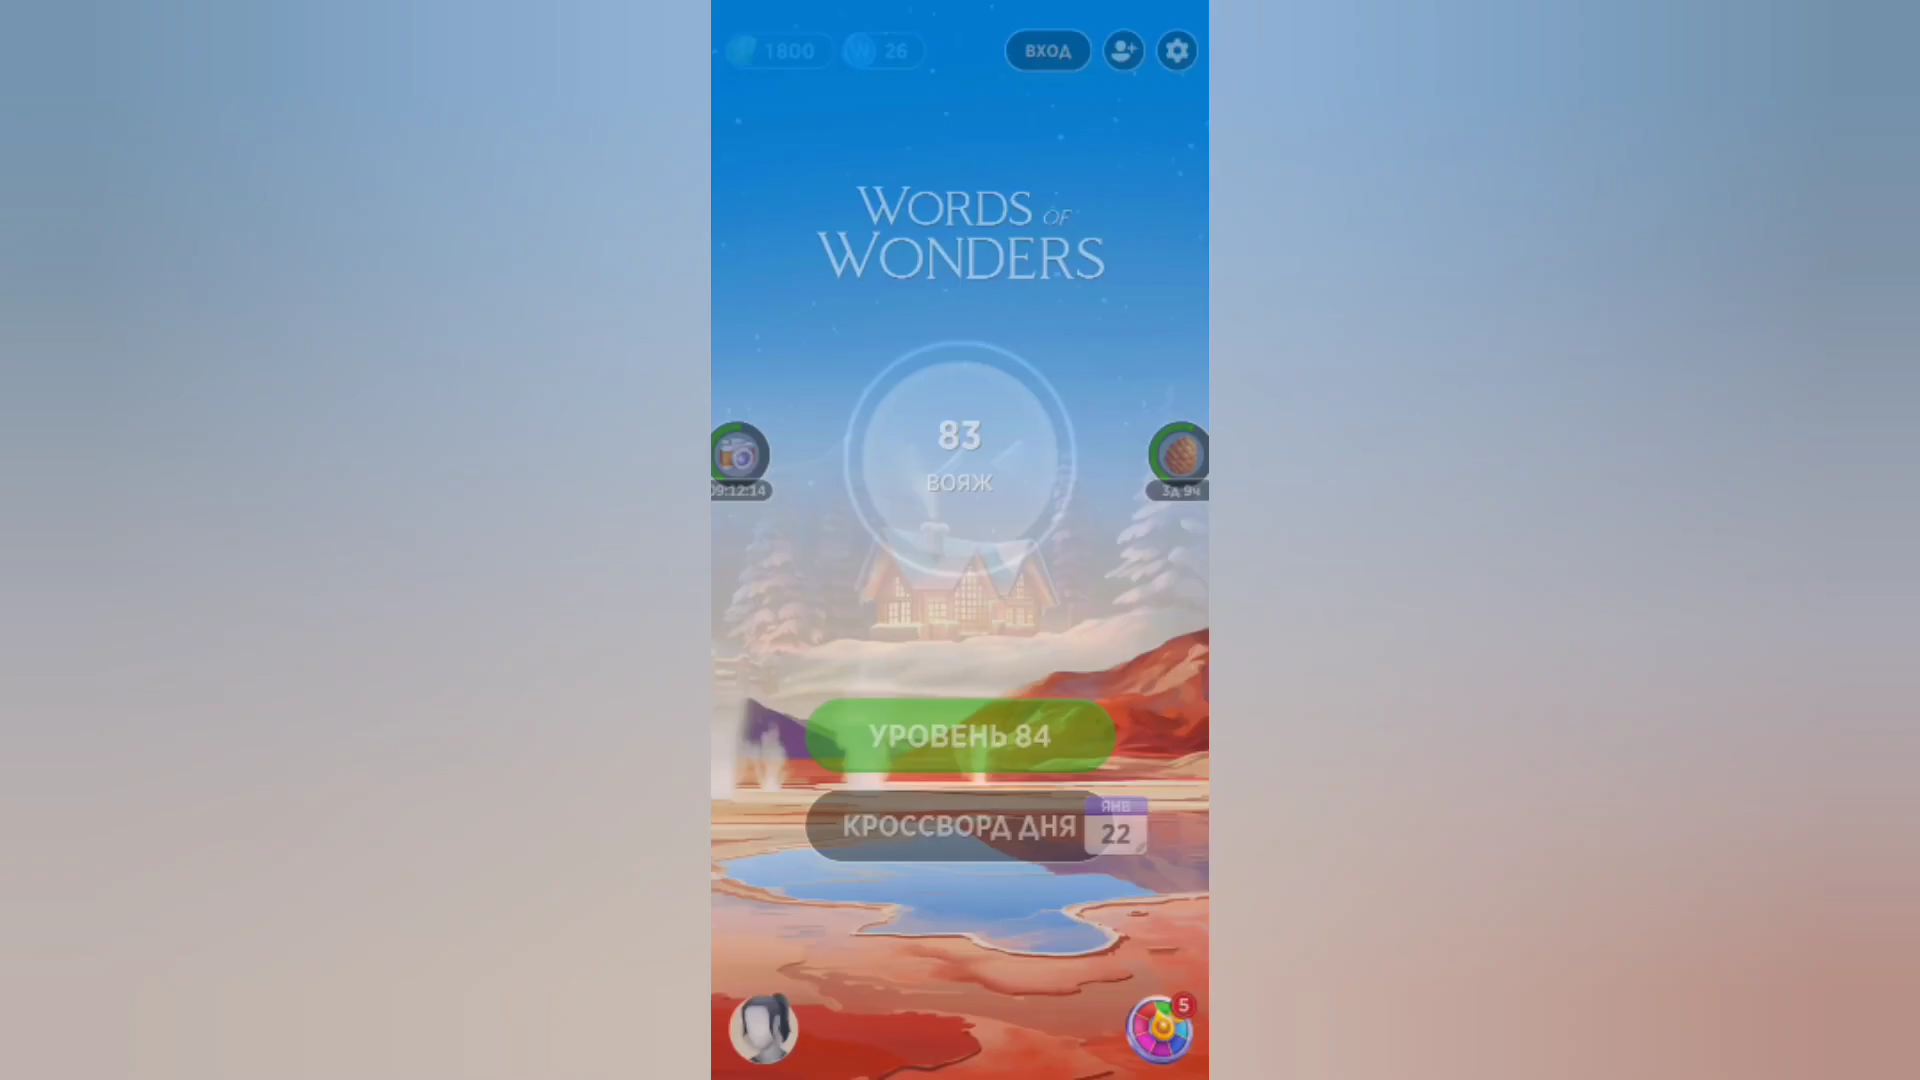 1800
26
ВХОД
WORDS OF
WONDERS
83
ВОЯЖ
09:12:14
3д 9ч
УРОВЕНЬ 84
КРОССВОРД ДНЯ
ЯНВ
22
5